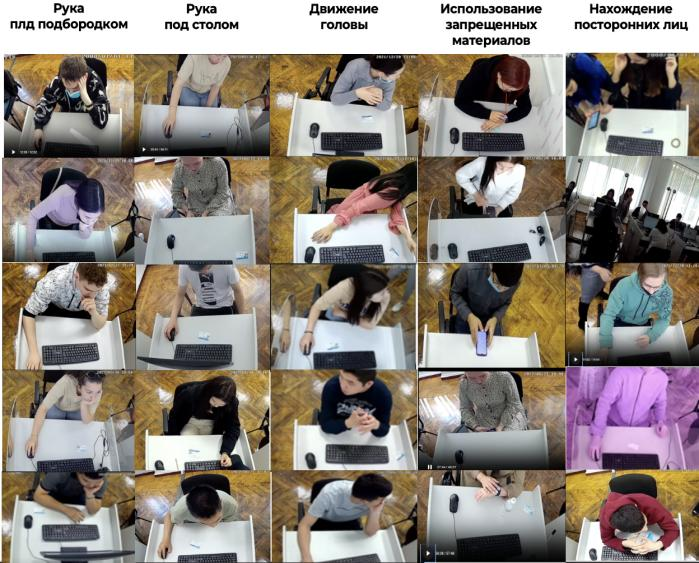 Рука
плд подбородком
Рука
под столом
Движение
головы
Использование
запрещенных
материалов
Нахождение
посторонних лиц